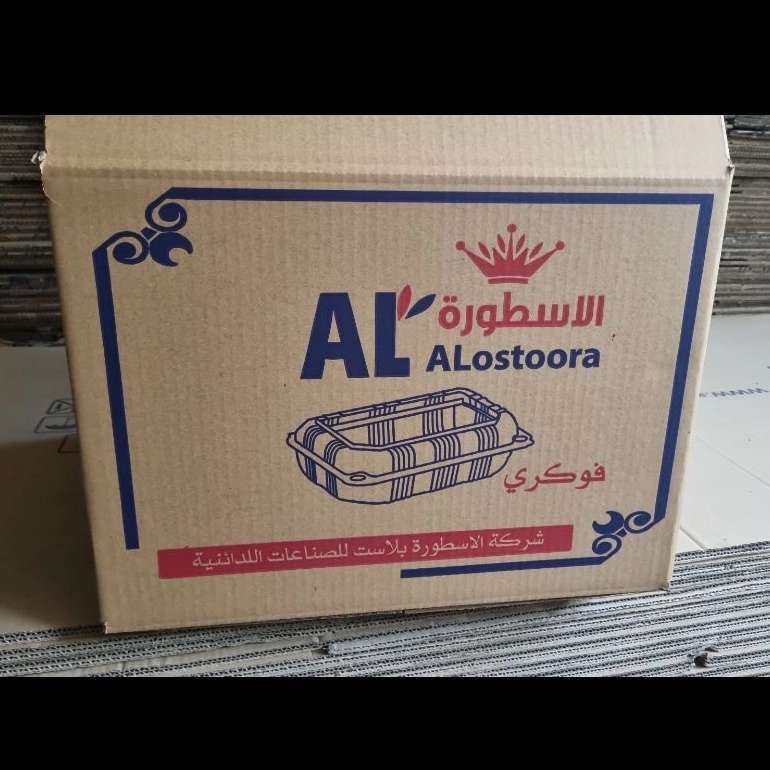 AL
الاسطورة
ALostoora
فوكري
شركة الاسطورة بلاست للصناعات اللدائنية